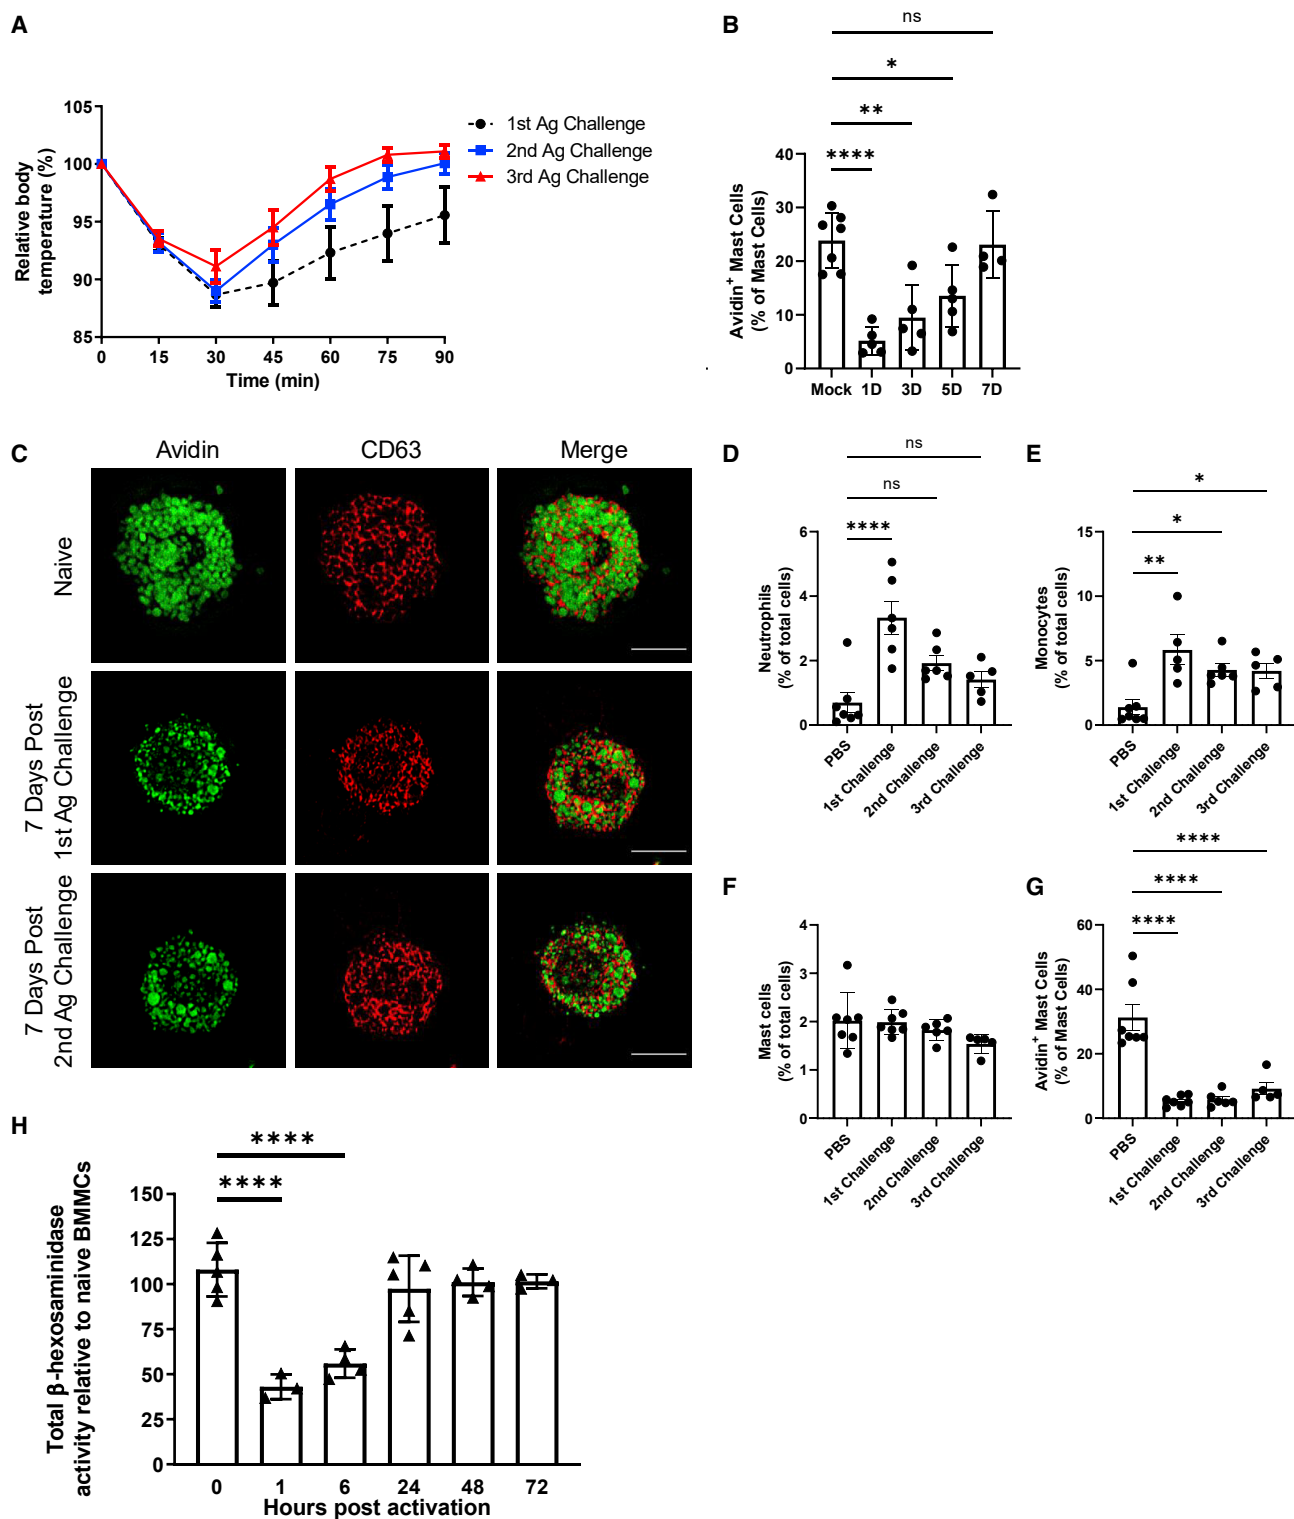 A
105
100
95
90
85
Relative body
temperature (%)
0 15 30 45 60 75 90
Time (min)
1st Ag Challenge
2nd Ag Challenge
3rd Ag Challenge
B
ns
*
**
****
40
30
20
10
0
Avidin+ Mast Cells
(% of Mast Cells)
Mock 1D 3D 5D 7D
C
Avidin CD63 Merge
Naive
7 Days Post
1st Ag Challenge
7 Days Post
2nd Ag Challenge
D
ns
ns
****
6
4
2
0
Neutrophils
(% of total cells)
PBS
1st Challenge
2nd Challenge
3rd Challenge
E
*
*
**
15
10
5
0
Monocytes
(% of total cells)
PBS
1st Challenge
2nd Challenge
3rd Challenge
F
4
3
2
1
0
Mast cells
(% of total cells)
PBS
1st Challenge
2nd Challenge
3rd Challenge
G
****
****
****
60
40
20
0
Avidin+ Mast Cells
(% of Mast Cells)
PBS
1st Challenge
2nd Challenge
3rd Challenge
H
****
****
150
125
100
75
50
25
0
Total β-hexosaminidase
activity relative to naive BMMCs
0 1 6 24 48 72
Hours post activation